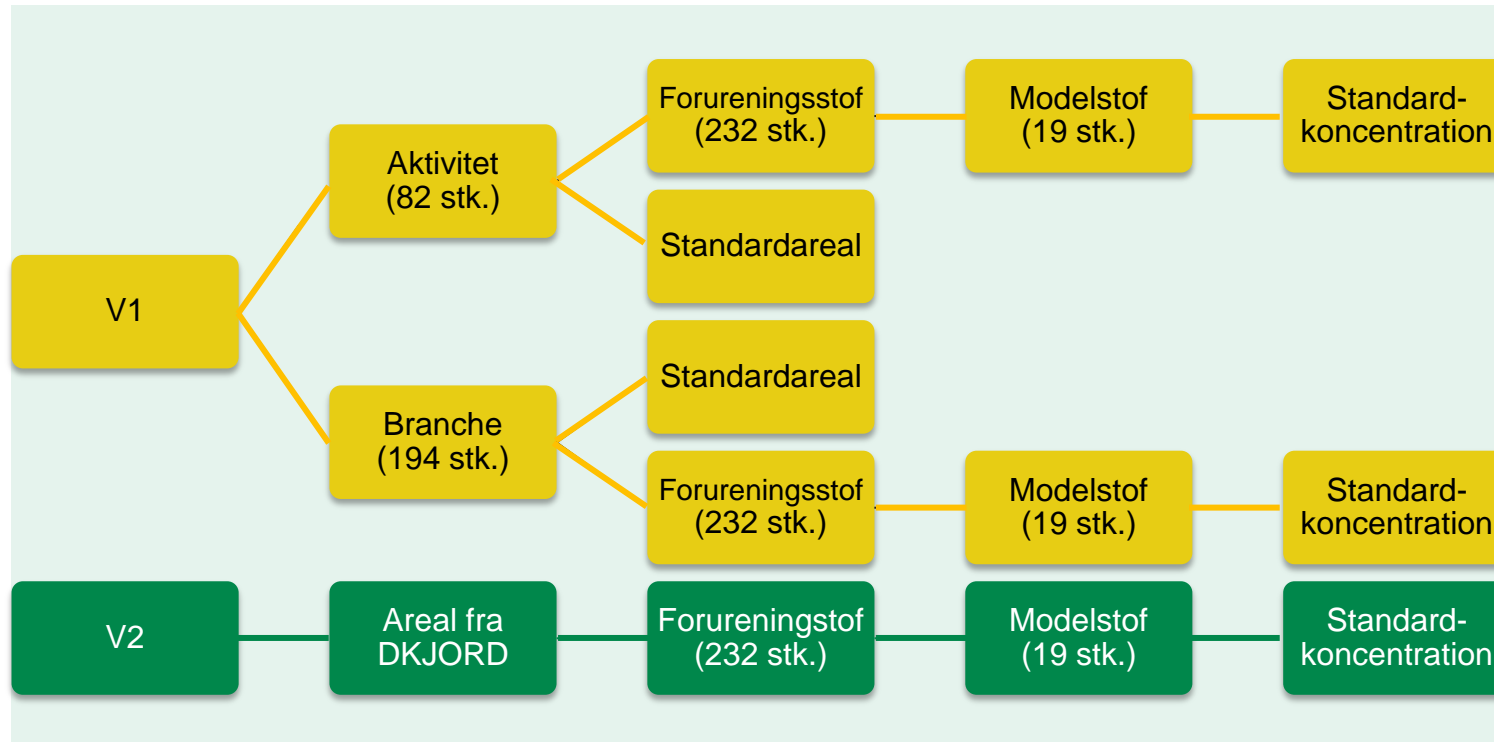 Forureningsstof
(232 stk.)
Modelstof
(19 stk.)
Standard-
koncentration
Aktivitet
(82 stk.)
Standardareal
V1
Standardareal
Branche
(194 stk.)
Forureningsstof
(232 stk.)
Modelstof
(19 stk.)
Standard-
koncentration
V2
Areal fra
DKJORD
Forureningstof
(232 stk.)
Modelstof
(19 stk.)
Standard-
koncentration